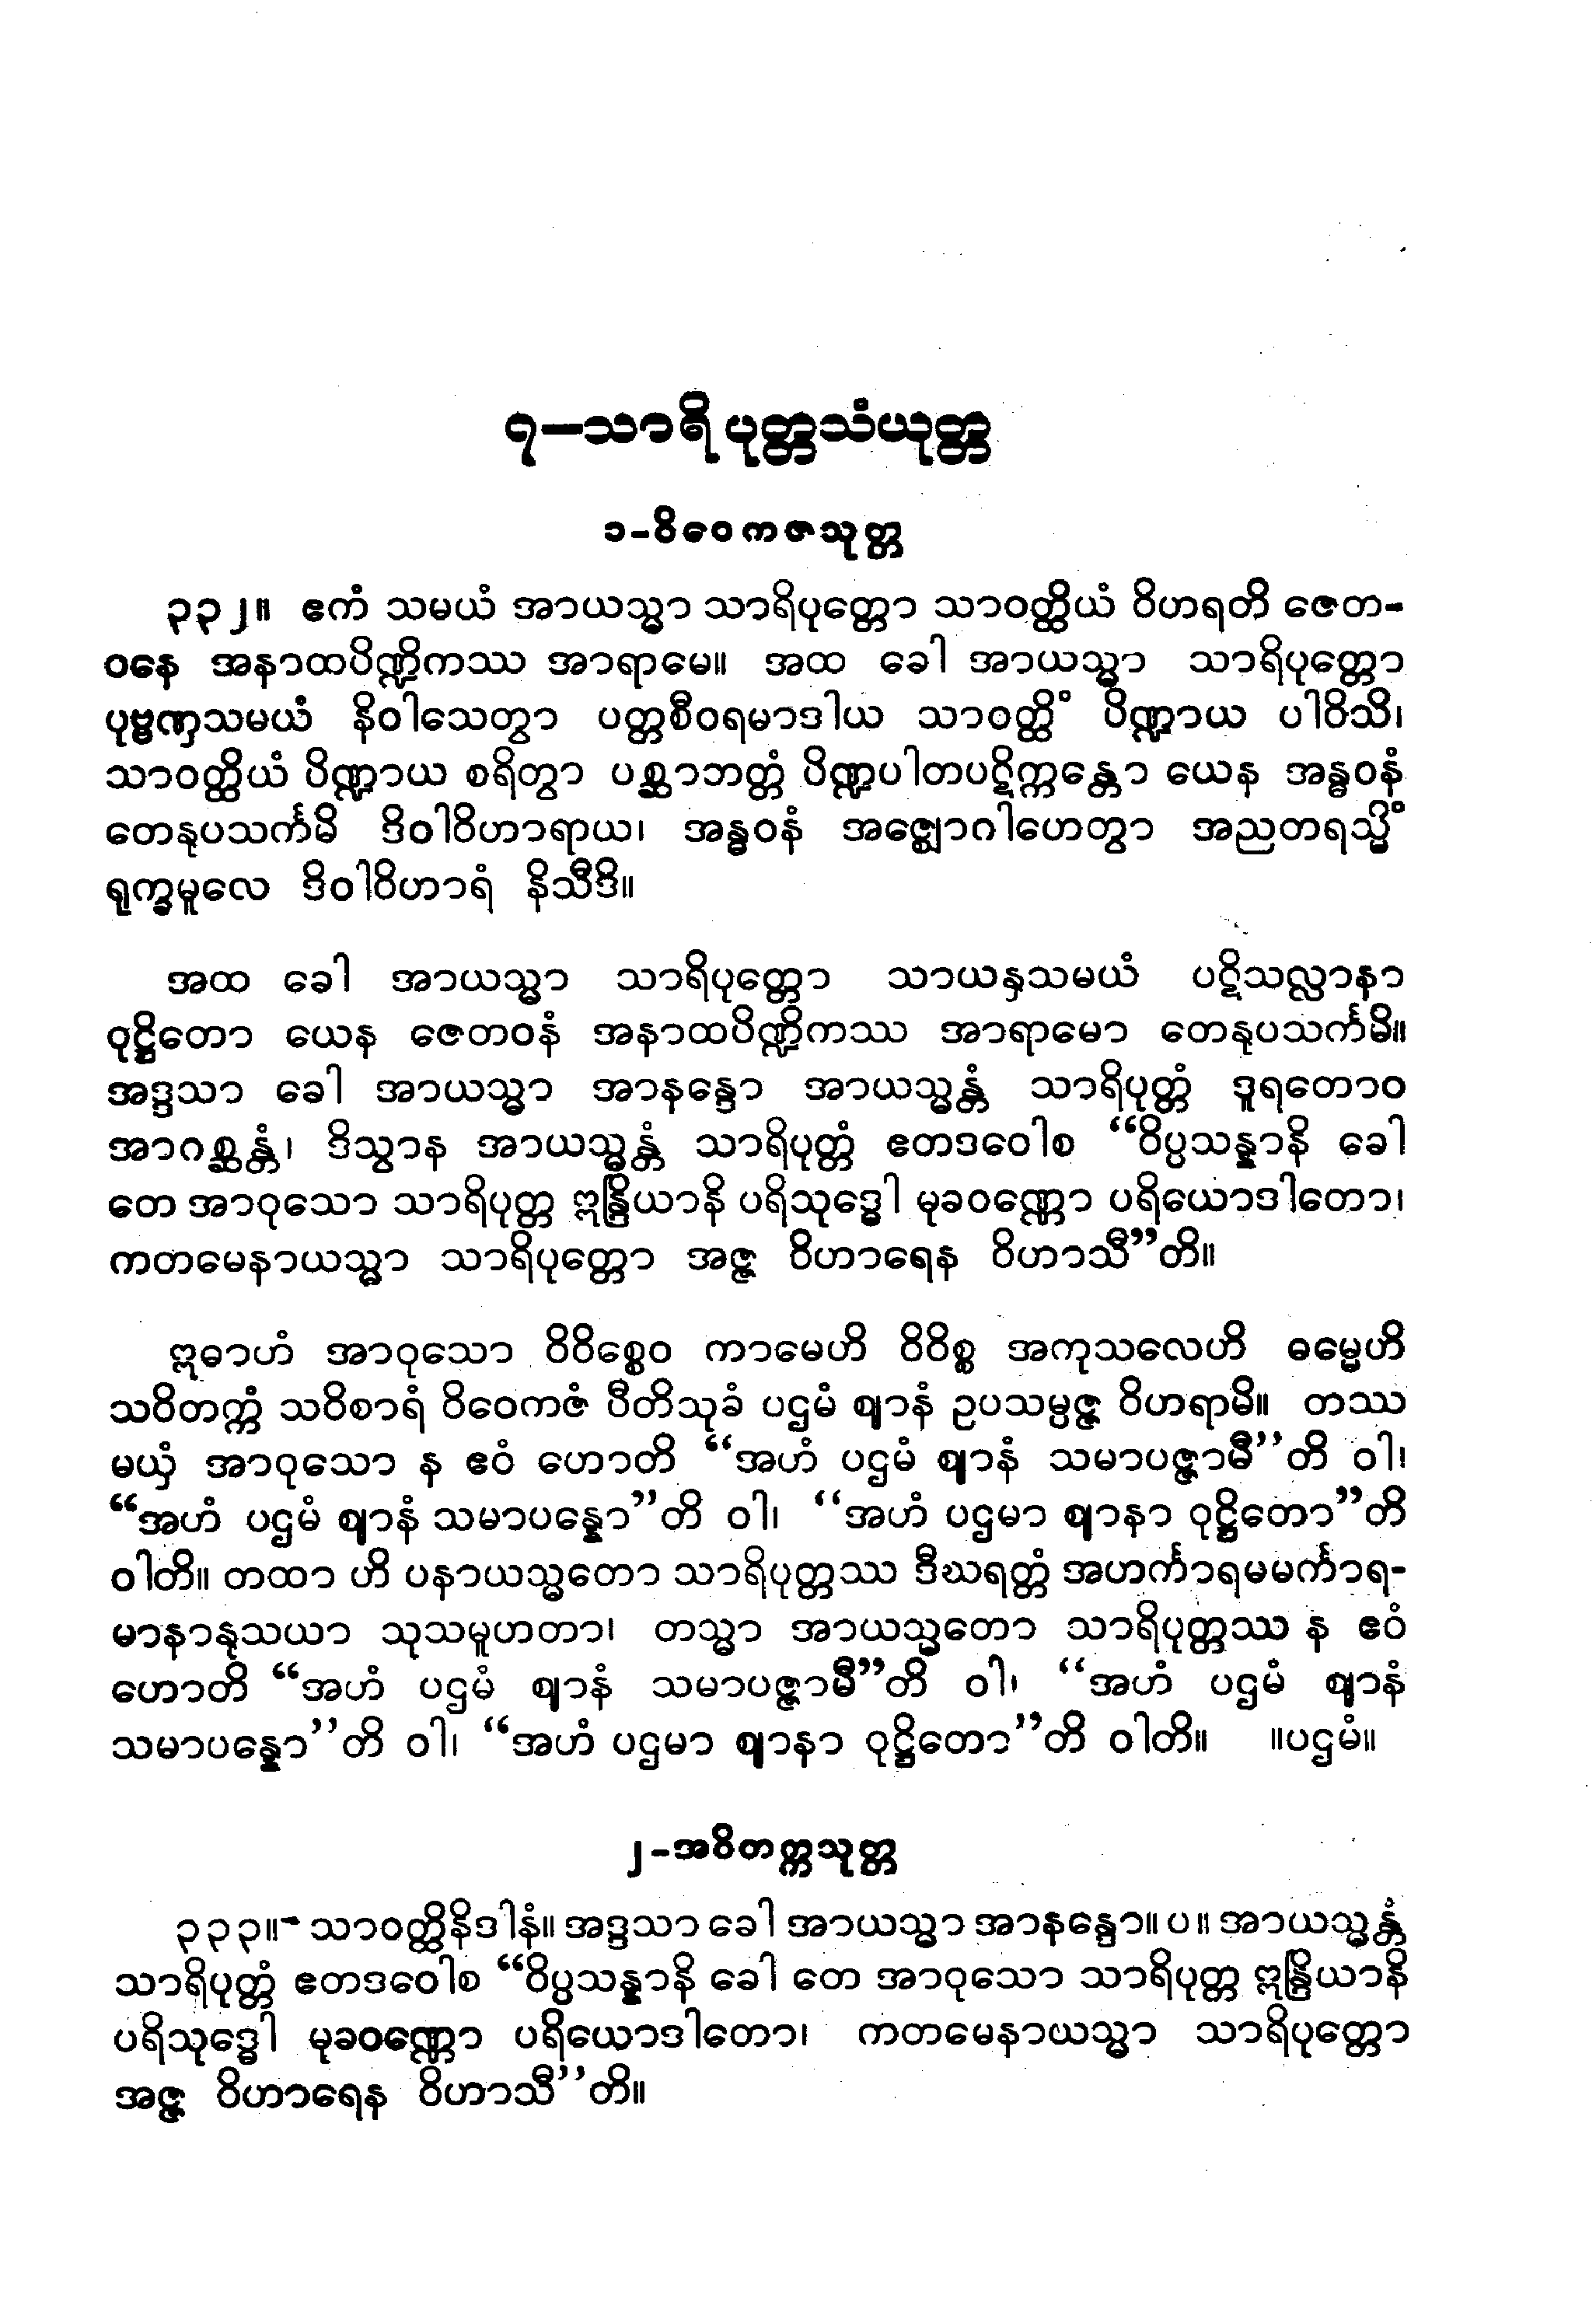 ၇–သာရိပုတ္တသံယုတ္တ
၁-ဝိဝေကဇသုတ္တ
၃၃၂။ ဧကံ သမယံ အာယသ္မာ သာရိပုတ္တော သာဝတ္ထိယံ ဝိဟရတိ ဇေတ-
ဝနေ အနာထပိဏ္ဍိကဿ အာရာမေ။ အထ ခေါ အာယသ္မာ သာရိပုတ္တော
ပုဗ္ဗဏှသမယံ နိဝါသေတွာ ပတ္တစီဝရမာဒါယ သာဝတ္ထိံ ပိဏ္ဍာယ ပါဝိသိ၊
သာဝတ္ထိယံ ပိဏ္ဍာယ စရိတွာ ပစ္ဆာဘတ္တံ ပိဏ္ဍပါတပဋိက္ကန္တော ယေန အန္ဓဝနံ
တေနုပသင်္ကမိ ဒိဝါဝိဟာရာယ၊ အန္ဓဝနံ အဇ္ဈောဂါဟေတွာ အညတရသ္မိံ
ရုက္ခမူလေ ဒိဝါဝိဟာရံ နိသီဒိ။
အထ ခေါ အာယသ္မာ သာရိပုတ္တော သာယနှသမယံ ပဋိသလ္လာနာ
ဝုဋ္ဌိတော ယေန ဇေတဝနံ အနာထပိဏ္ဍိကဿ အာရာမော တေနုပသင်္ကမိ။
အဒ္ဒသာ ခေါ အာယသ္မာ အာနန္ဒော အာယသ္မန္တံ သာရိပုတ္တံ ဒူရတောဝ
အာဂစ္ဆန္တံ၊ ဒိသွာန အာယသ္မန္တံ သာရိပုတ္တံ ဧတဒဝေါစ “ဝိပ္ပသန္နာနိ ခေါ
တေ အာဝုသော သာရိပုတ္တ ဣန္ဒြိယာနိ ပရိသုဒ္ဓေါ မုခဝဏ္ဏော ပရိယောဒါတော၊
ကတမေနာယသ္မာ သာရိပုတ္တော အဇ္ဇ ဝိဟာရေန ဝိဟာသီ”တိ။
ဣဓာဟံ အာဝုသော ဝိဝိစ္စေဝ ကာမေဟိ ဝိဝိစ္စ အကုသလေဟိ ဓမ္မေဟိ
သဝိတက္ကံ သဝိစာရံ ဝိဝေကဇံ ပီတိသုခံ ပဌမံ ဈာနံ ဥပသမ္ပဇ္ဇ ဝိဟရာမိ။ တဿ
မယှံ အာဝုသော န ဧဝံ ဟောတိ “အဟံ ပဌမံ ဈာနံ သမာပဇ္ဇာမီ”တိ ဝါ၊
“အဟံ ပဌမံ ဈာနံ သမာပန္နော”တိ ဝါ၊ “အဟံ ပဌမာ ဈာနာ ဝုဋ္ဌိတော”တိ
ဝါတိ။ တထာ ဟိ ပနာယသ္မတော သာရိပုတ္တဿ ဒီဃရတ္တံ အဟင်္ကာရမမင်္ကာရ-
မာနာနုသယာ သုသမူဟတာ၊ တသ္မာ အာယသ္မတော သာရိပုတ္တဿ န ဧဝံ
ဟောတိ “အဟံ ပဌမံ ဈာနံ သမာပဇ္ဇာမီ”တိ ဝါ၊ “အဟံ ပဌမံ ဈာနံ
သမာပန္နော”တိ ဝါ၊ “အဟံ ပဌမာ ဈာနာ ဝုဋ္ဌိတော”တိ ဝါတိ။ ။ပဌမံ။
၂-အဝိတက္ကသုတ္တ
၃၃၃။- သာဝတ္ထိနိဒါနံ။ အဒ္ဒသာ ခေါ အာယသ္မာ အာနန္ဒော။ ပ။ အာယသ္မန္တံ
သာရိပုတ္တံ ဧတဒဝေါစ “ဝိပ္ပသန္နာနိ ခေါ တေ အာဝုသော သာရိပုတ္တ ဣန္ဒြိယာနိ
ပရိသုဒ္ဓေါ မုခဝဏ္ဏော ပရိယောဒါတော၊ ကတမေနာယသ္မာ သာရိပုတ္တော
အဇ္ဇ ဝိဟာရေန ဝိဟာသီ”တိ။